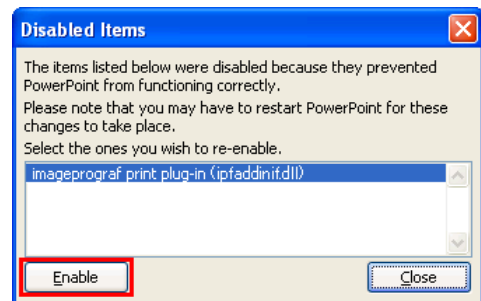 Disabled Items
The items listed below were disabled because they prevented
PowerPoint from functioning correctly.
Please note that you may have to restart PowerPoint for these
changes to take place.
Select the ones you wish to re-enable.
imageprograf print plug-in (ipfaddinif.dll)
Enable Close